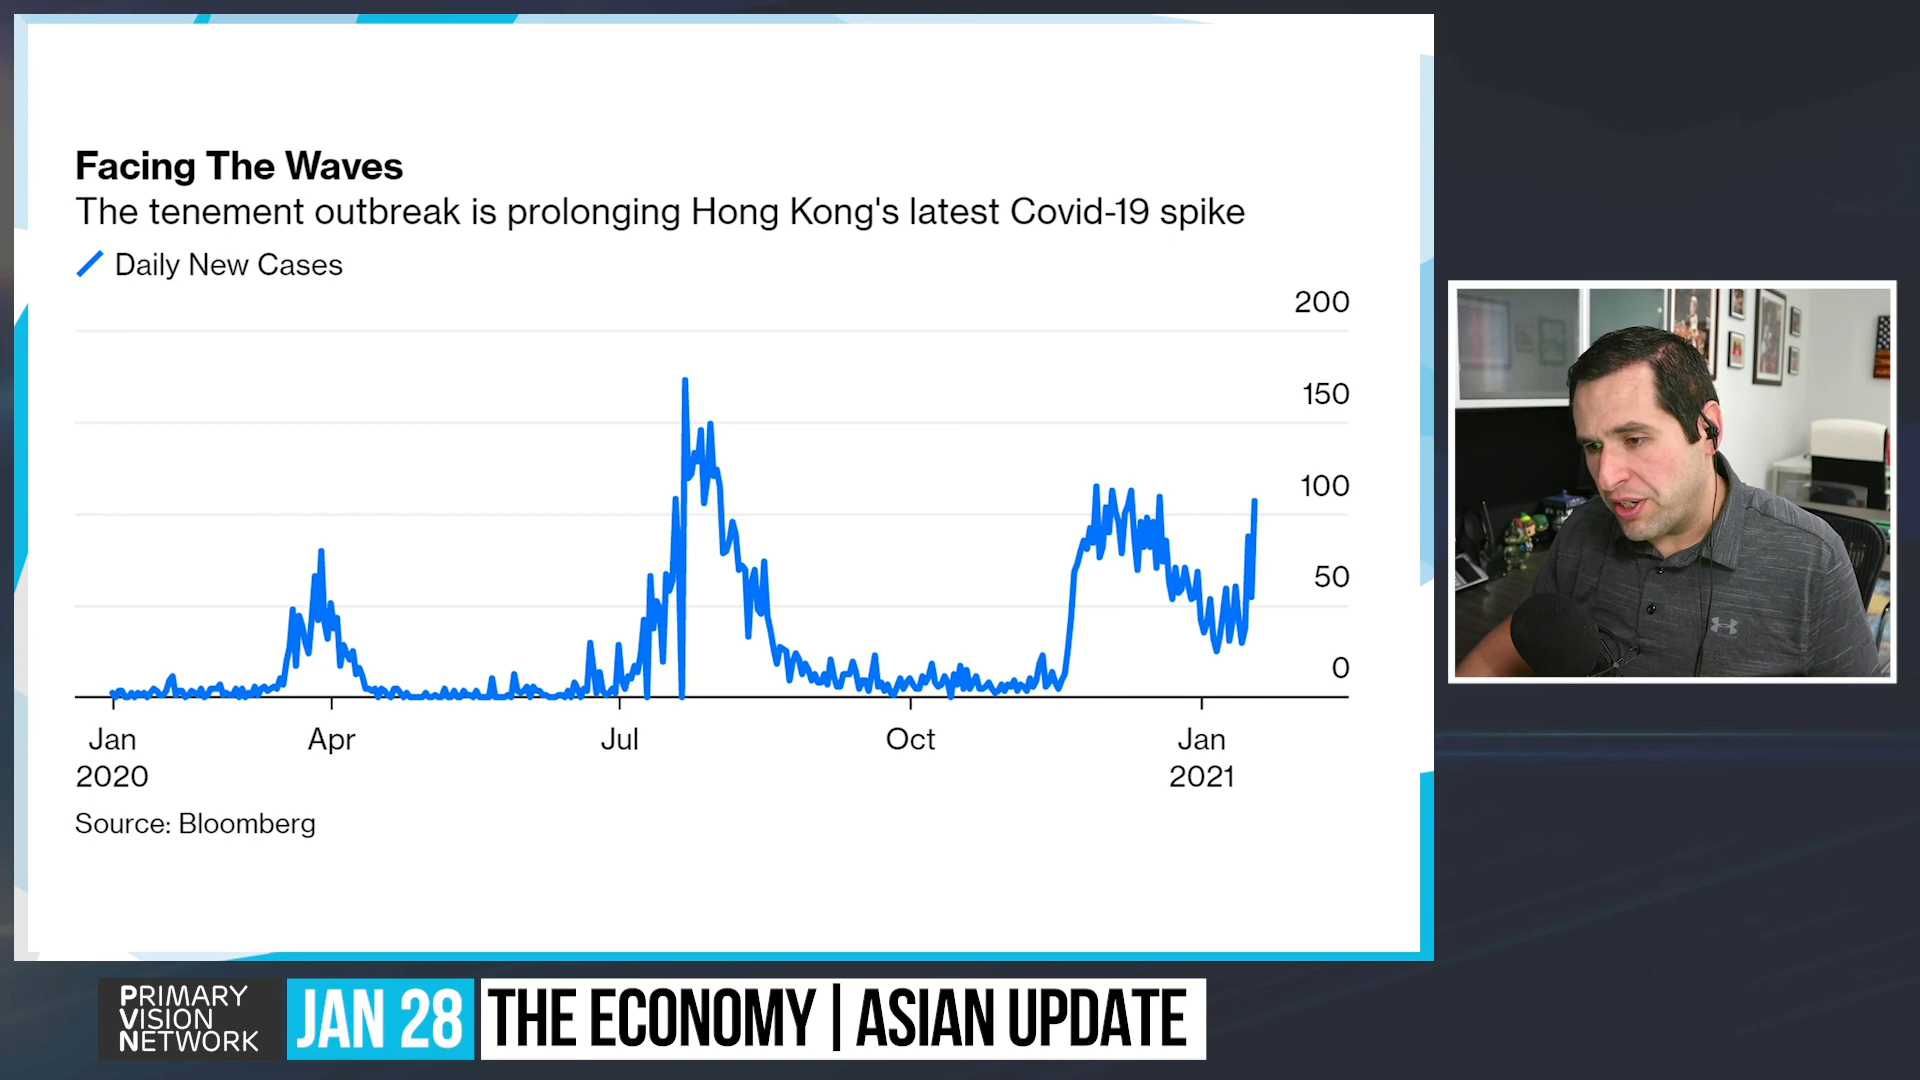 Facing The Waves
The tenement outbreak is prolonging Hong Kong's latest Covid-19 spike
Daily New Cases
200
150
100
50
0
Jan
2020
Apr
Jul
Oct
Jan
2021
Source: Bloomberg
PRIMARY
VISION
NETWORK
JAN 28
THE ECONOMY | ASIAN UPDATE